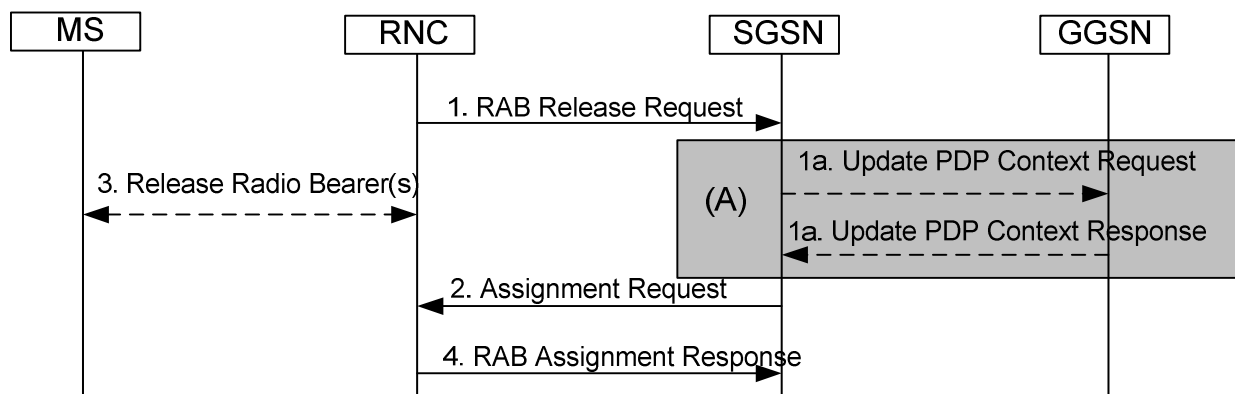 MS
RNC
SGSN
GGSN
1. RAB Release Request
1a. Update PDP Context Request
3. Release Radio Bearer(s)
(A)
1a. Update PDP Context Response
2. Assignment Request
4. RAB Assignment Response